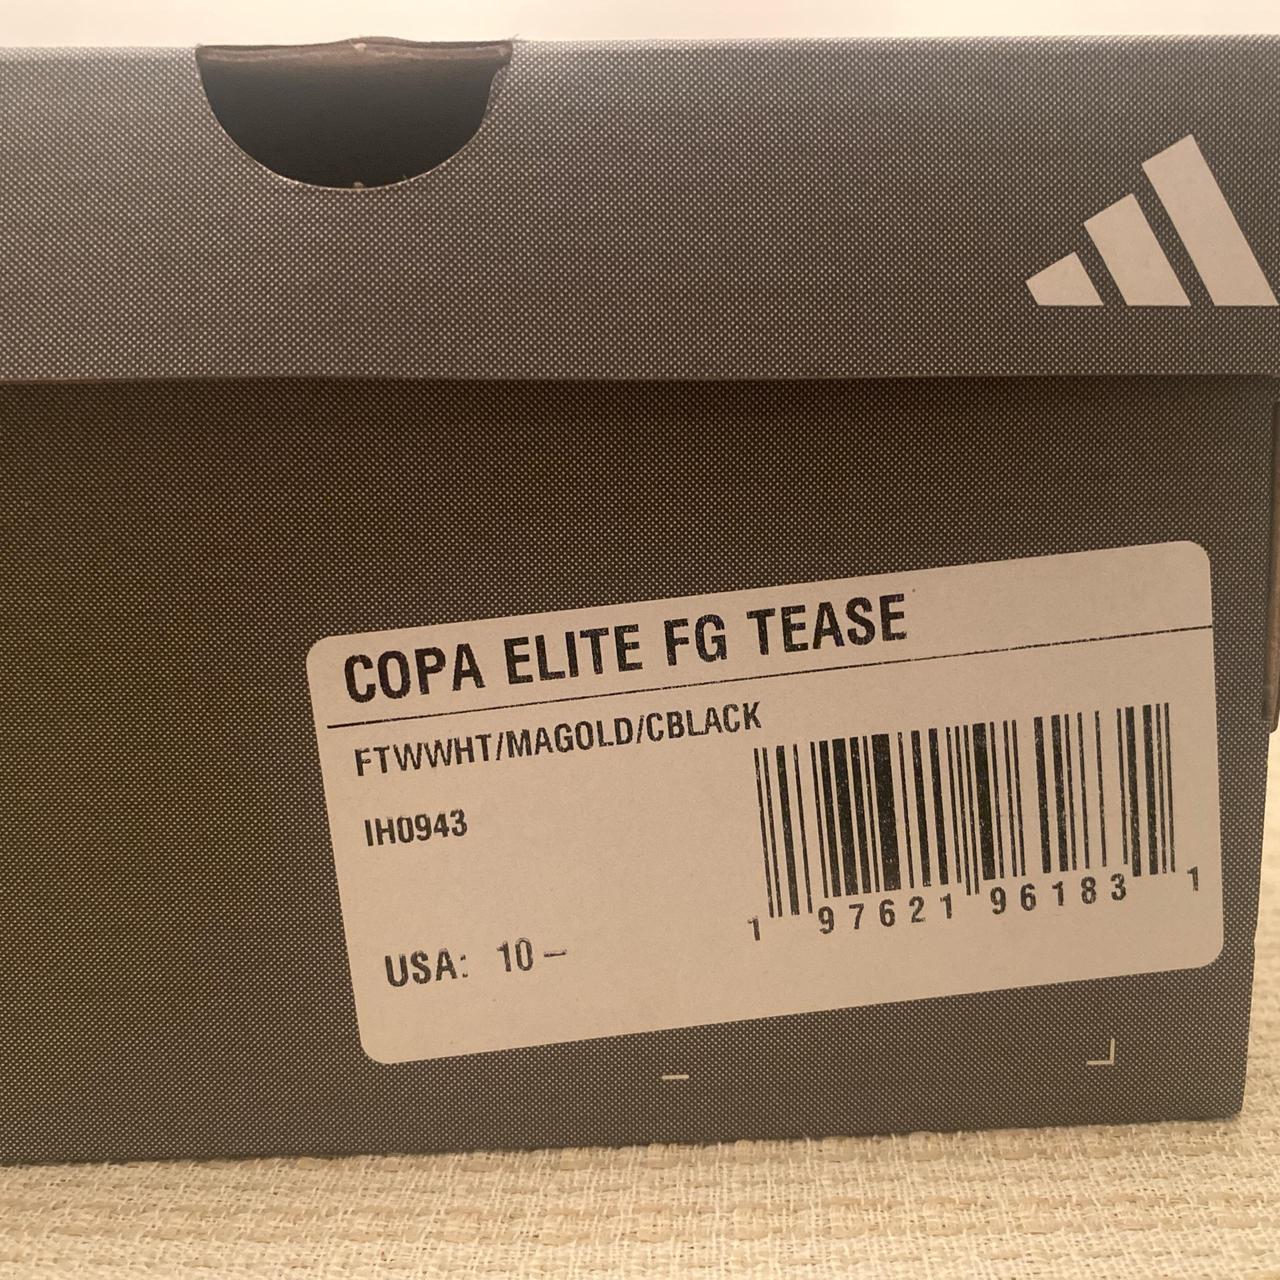 COPA ELITE FG TEASE
FTWWHT/MAGOLD/CBLACK
IH0943
1 97621 96183 1
USA: 10–